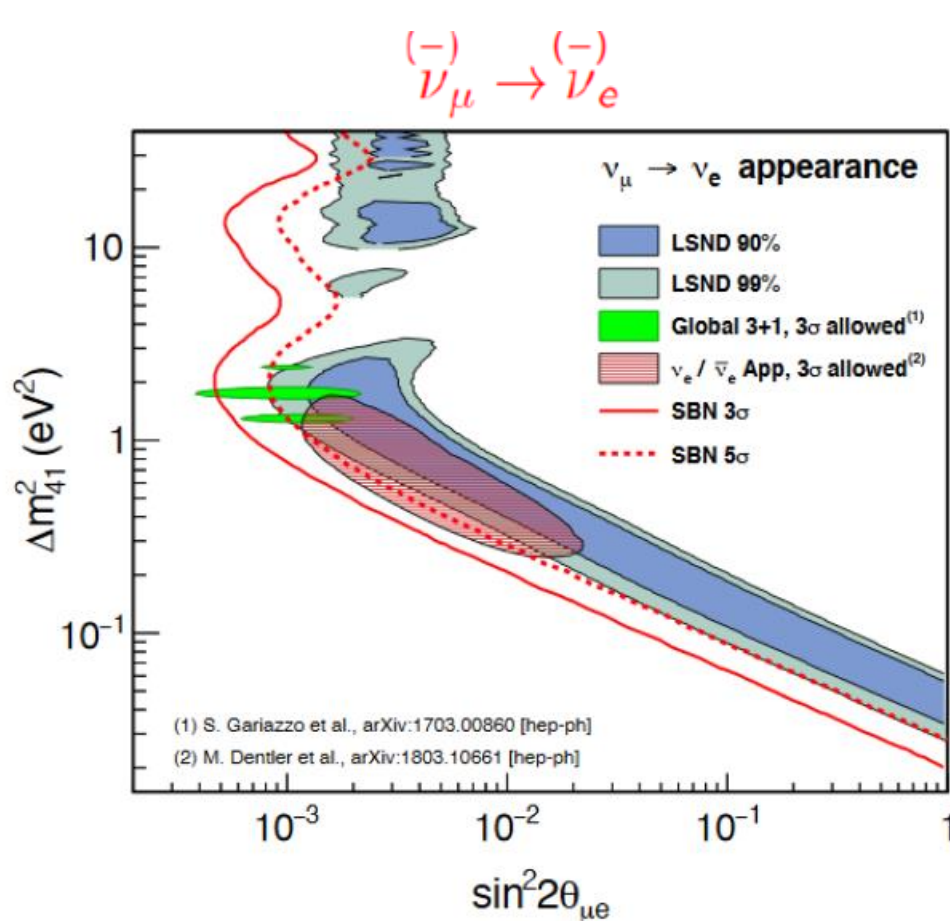 (−) (−)
ν_μ → ν_e
ν_μ → ν_e appearance
LSND 90%
LSND 99%
Global 3+1, 3σ allowed⁽¹⁾
ν_e / ν̅_e App, 3σ allowed⁽²⁾
SBN 3σ
SBN 5σ
10
1
10⁻¹
Δm²₄₁ (eV²)
(1) S. Gariazzo et al., arXiv:1703.00860 [hep-ph]
(2) M. Dentler et al., arXiv:1803.10661 [hep-ph]
10⁻³ 10⁻² 10⁻¹ 1
sin²2θ_μe